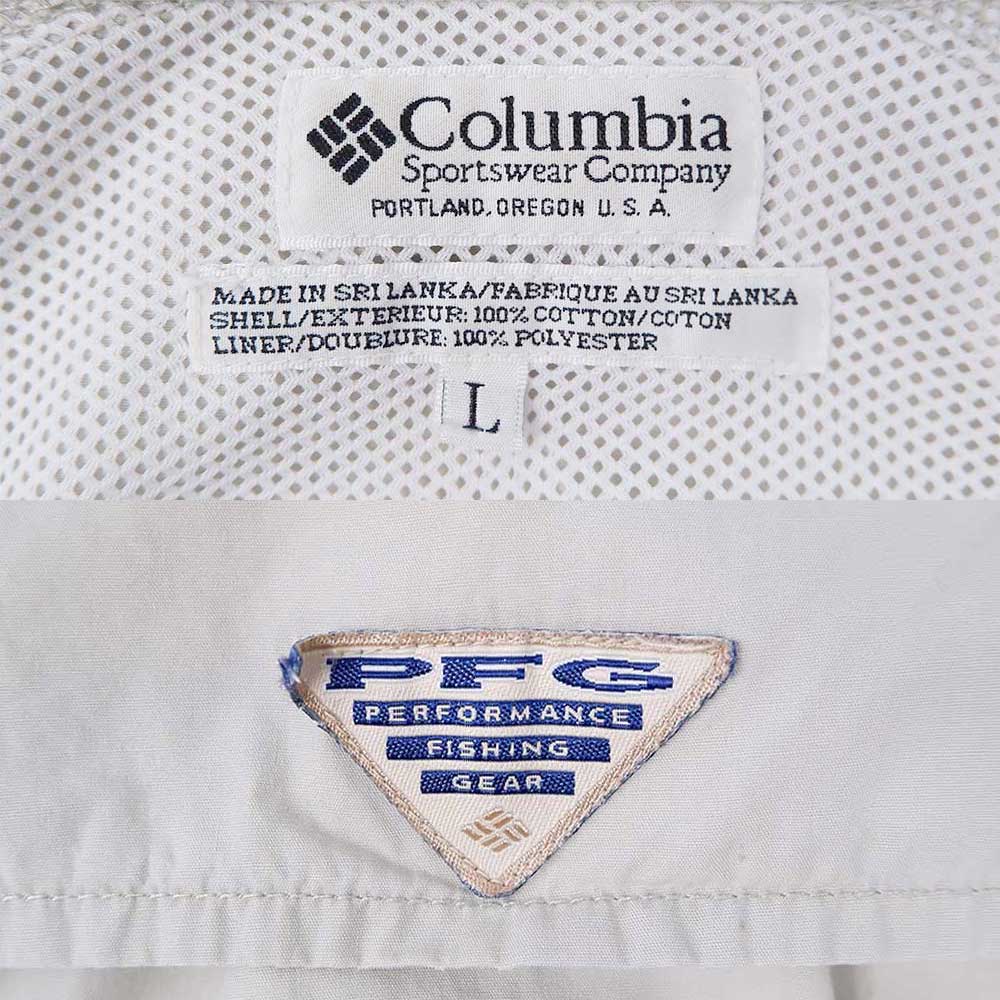 Columbia
Sportswear Company
PORTLAND, OREGON U.S.A.
MADE IN SRI LANKA/FABRIQUE AU SRI LANKA
SHELL/EXTERIEUR: 100% COTTON/COTON
LINER/DOUBLURE: 100% POLYESTER
L
PFG
PERFORMANCE
FISHING
GEAR